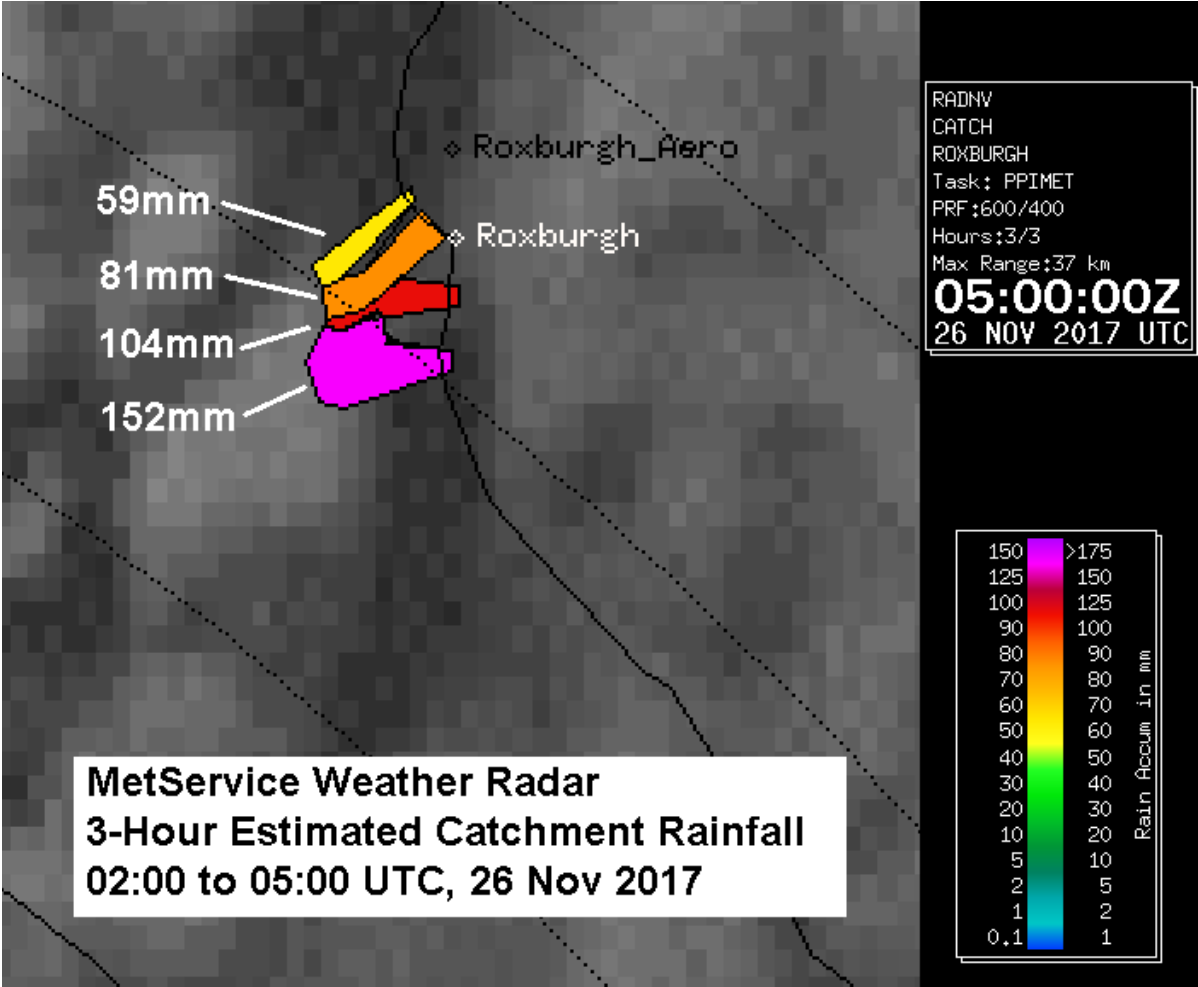 Roxburgh_Aero
59mm
Roxburgh
81mm
104mm
152mm
MetService Weather Radar
3-Hour Estimated Catchment Rainfall
02:00 to 05:00 UTC, 26 Nov 2017
RADNV
CATCH
ROXBURGH
Task: PPIMET
PRF:600/400
Hours:3/3
Max Range:37 km
05:00:00Z
26 NOV 2017 UTC
150 >175
125 150
100 125
90 100
80 90
70 80
60 70
50 60
40 50
30 40
20 30
10 20
5 10
2 5
1 2
0.1 1
Rain Accum in mm